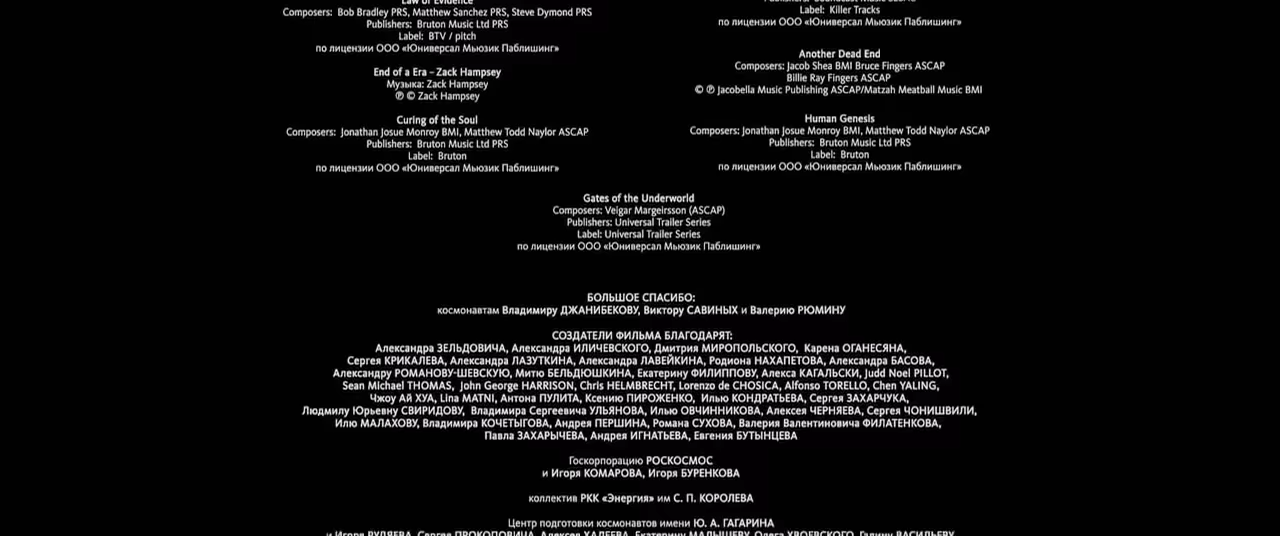 Law of Evidence
Composers: Bob Bradley PRS, Matthew Sanchez PRS, Steve Dymond PRS
Publishers: Bruton Music Ltd PRS
Label: BTV / pitch
по лицензии ООО «Юниверсал Мьюзик Паблишинг»
End of a Era – Zack Hampsey
Музыка: Zack Hampsey
℗ © Zack Hampsey
Curing of the Soul
Composers: Jonathan Josue Monroy BMI, Matthew Todd Naylor ASCAP
Publishers: Bruton Music Ltd PRS
Label: Bruton
по лицензии ООО «Юниверсал Мьюзик Паблишинг»
Label: Killer Tracks
по лицензии ООО «Юниверсал Мьюзик Паблишинг»
Another Dead End
Composers: Jacob Shea BMI Bruce Fingers ASCAP
Billie Ray Fingers ASCAP
© ℗ Jacobella Music Publishing ASCAP/Matzah Meatball Music BMI
Human Genesis
Composers: Jonathan Josue Monroy BMI, Matthew Todd Naylor ASCAP
Publishers: Bruton Music Ltd PRS
Label: Bruton
по лицензии ООО «Юниверсал Мьюзик Паблишинг»
Gates of the Underworld
Composers: Veigar Margeirsson (ASCAP)
Publishers: Universal Trailer Series
Label: Universal Trailer Series
по лицензии ООО «Юниверсал Мьюзик Паблишинг»
БОЛЬШОЕ СПАСИБО:
космонавтам Владимиру ДЖАНИБЕКОВУ, Виктору САВИНЫХ и Валерию РЮМИНУ
СОЗДАТЕЛИ ФИЛЬМА БЛАГОДАРЯТ:
Александра ЗЕЛЬДОВИЧА, Александра ИЛИЧЕВСКОГО, Дмитрия МИРОПОЛЬСКОГО, Карена ОГАНЕСЯНА,
Сергея КРИКАЛЕВА, Александра ЛАЗУТКИНА, Александра ЛАВЕЙКИНА, Родиона НАХАПЕТОВА, Александра БАСОВА,
Александру РОМАНОВУ-ШЕВСКУЮ, Митю БЕЛЬДЮШКИНА, Екатерину ФИЛИППОВУ, Алекса КАГАЛЬСКИ, Judd Noel PILLOT,
Sean Michael THOMAS, John George HARRISON, Chris HELMBRECHT, Lorenzo de CHOSICA, Alfonso TORELLO, Chen YALING,
Чжоу АЙ ХУА, Lina MATNI, Антона ПУЛИТА, Ксению ПИРОЖЕНКО, Илью КОНДРАТЬЕВА, Сергея ЗАХАРЧУКА,
Людмилу Юрьевну СВИРИДОВУ, Владимира Сергеевича УЛЬЯНОВА, Илью ОВЧИННИКОВА, Алексея ЧЕРНЯЕВА, Сергея ЧОНИШВИЛИ,
Илю МАЛАХОВУ, Владимира КОЧЕТЫГОВА, Андрея ПЕРШИНА, Романа СУХОВА, Валерия Валентиновича ФИЛАТЕНКОВА,
Павла ЗАХАРЫЧЕВА, Андрея ИГНАТЬЕВА, Евгения БУТЫНЦЕВА
Госкорпорацию РОСКОСМОС
и Игоря КОМАРОВА, Игоря БУРЕНКОВА
коллектив РКК «Энергия» им С. П. КОРОЛЕВА
Центр подготовки космонавтов имени Ю. А. ГАГАРИНА